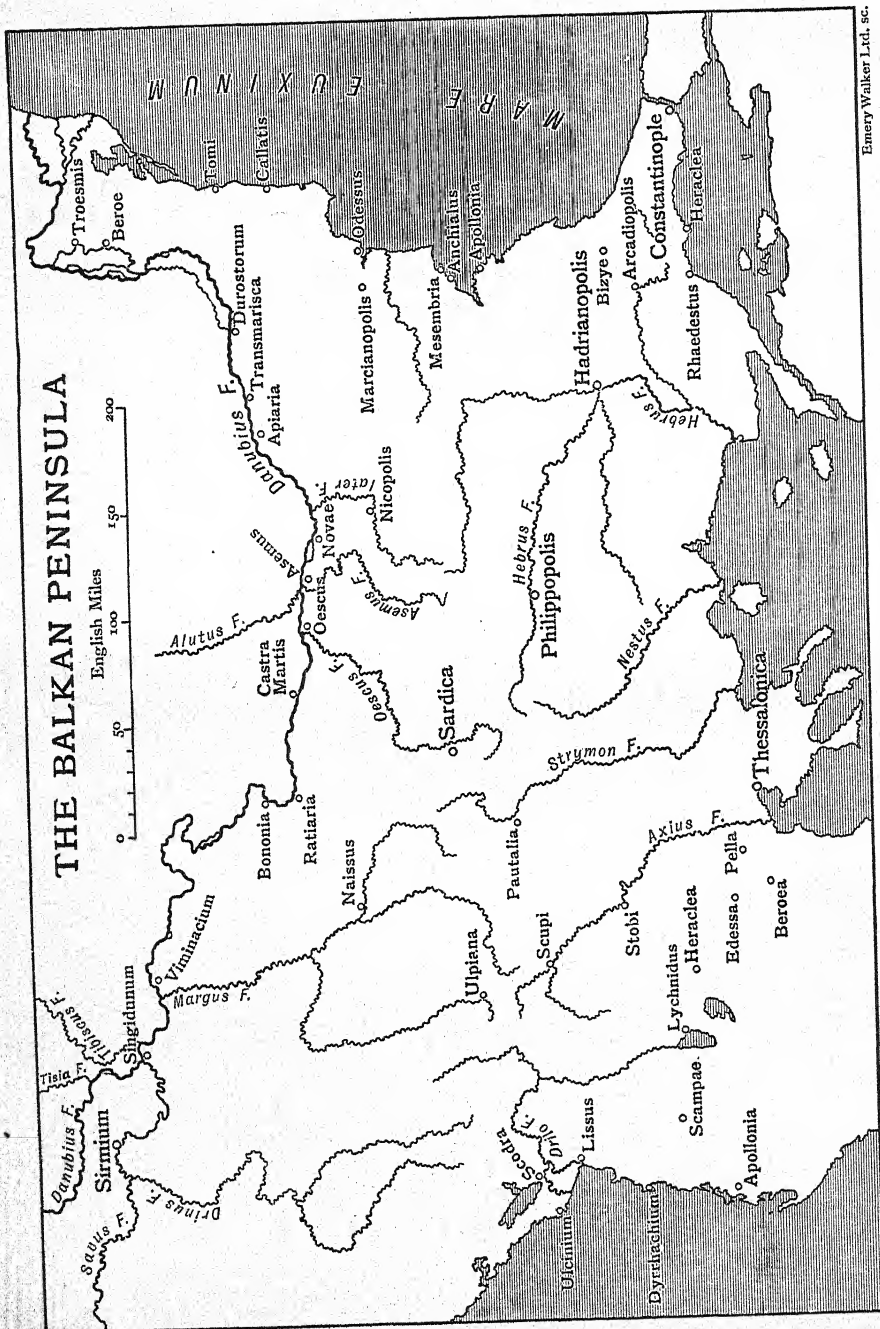 THE BALKAN PENINSULA
English Miles
0 50 100 150 200
MARE EUXINUM
Danubius F.
Tisia F.
Tibiscus F.
Savus F.
Sirmium
Singidunum
Viminacium
Drinus F.
Margus F.
Bononia
Ratiaria
Naissus
Castra
Martis
Alutus F.
Oescus
Oescus F.
Asemus
Asemus F.
Novae
Iater F.
Nicopolis
Danubius F.
Apiaria
Transmarisca
Durostorum
Troesmis
Beroe
Tomi
Callatis
Odessus
Marcianopolis
Mesembria
Anchialus
Apollonia
Sardica
Ulpiana
Pautalia
Scupi
Stobi
Strymon F.
Axius F.
Nestus F.
Hebrus F.
Philippopolis
Hadrianopolis
Hebrus F.
Bizye
Arcadiopolis
Constantinople
Heraclea
Rhaedestus
Scodra
Drilo F.
Lissus
Ulcinium
Dyrrhachium
Scampae
Apollonia
Lychnidus
Heraclea
Edessa
Pella
Beroea
Thessalonica
Emery Walker Ltd. sc.